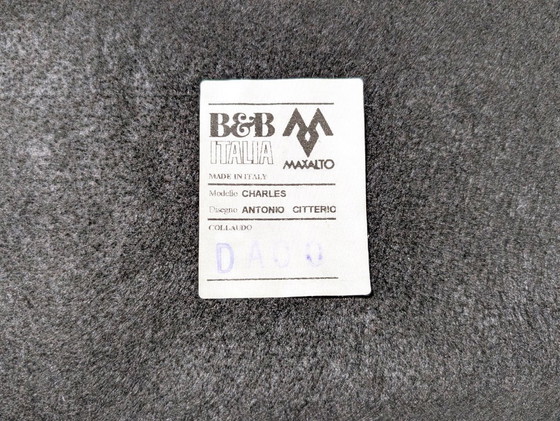 B&B
ITALIA
MAXALTO
MADE IN ITALY
Modello CHARLES
Disegno ANTONIO CITTERIO
COLLAUDO